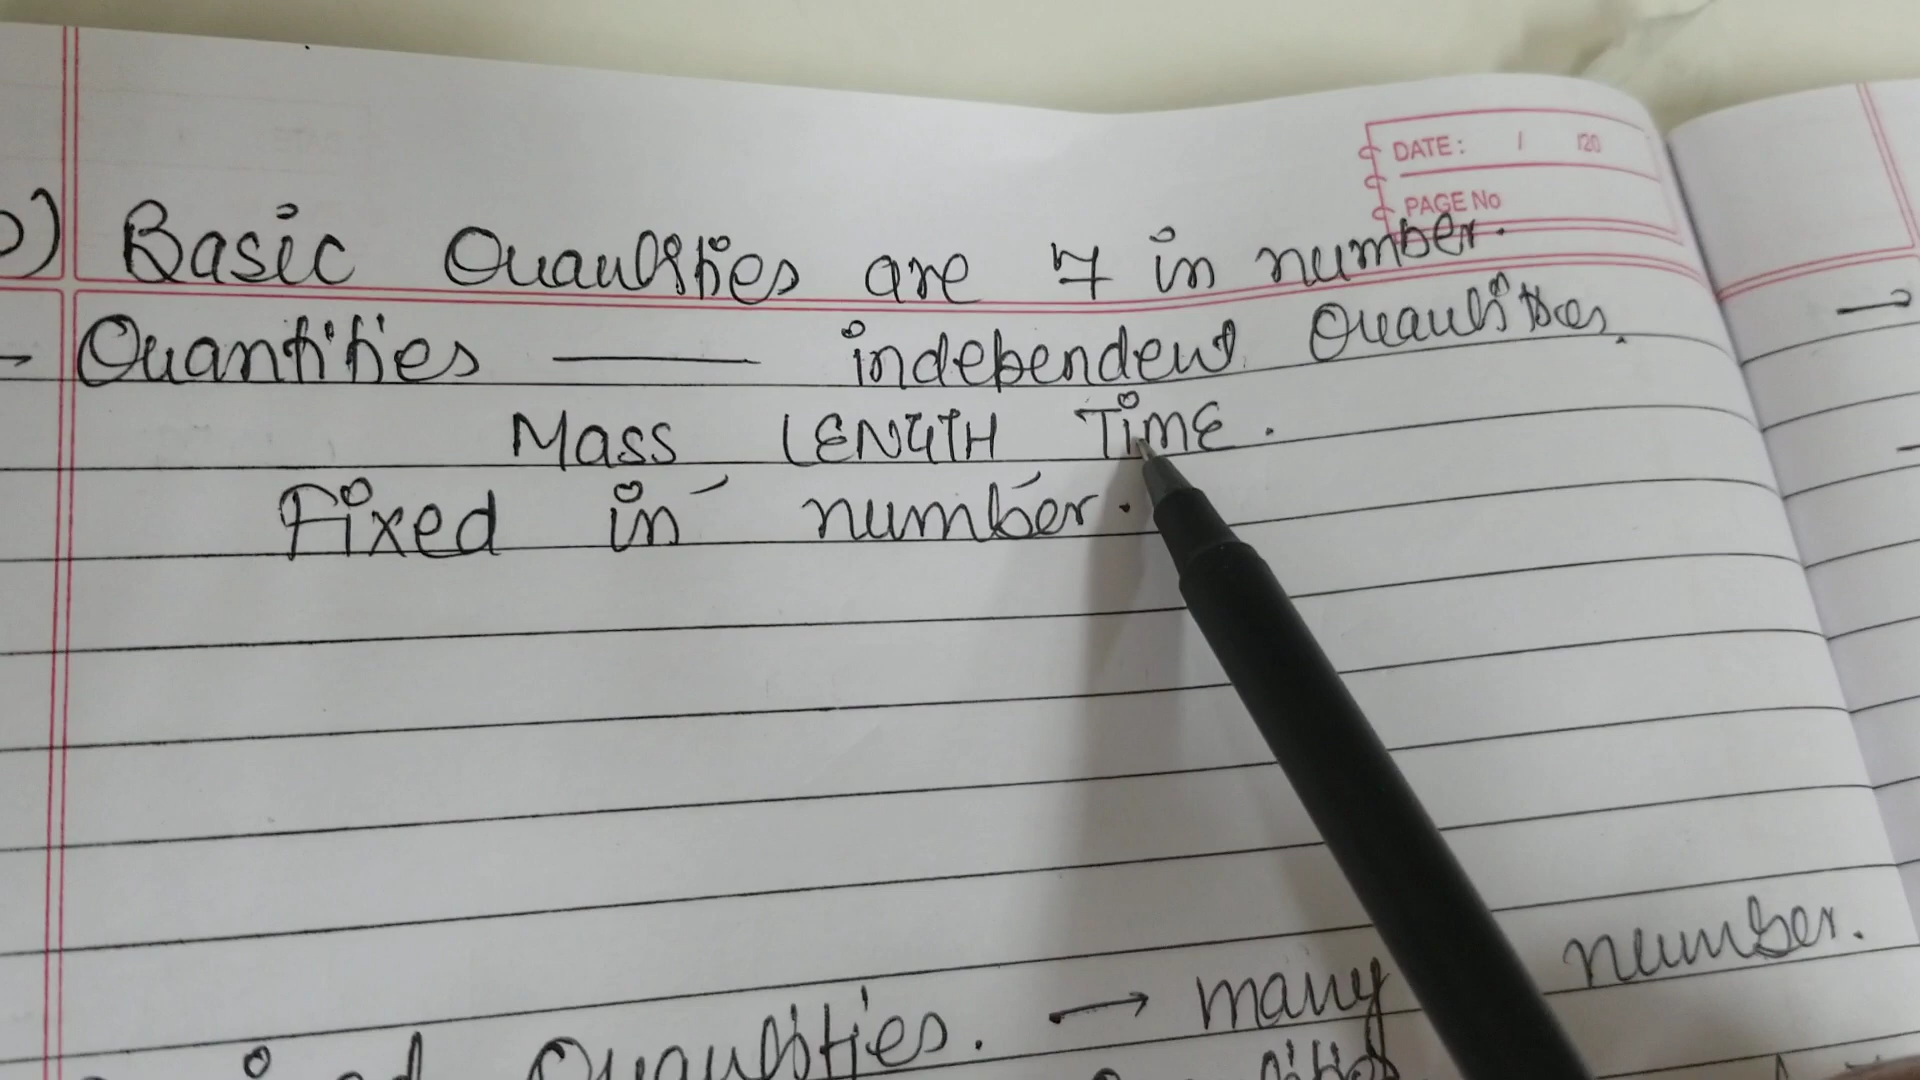 DATE: / /20
PAGE No
) Basic Quantities are 7 in number.
- Quantities — independent Quantities.
Mass LENGTH TIME.
Fixed in number.
number.
Quantities. → many